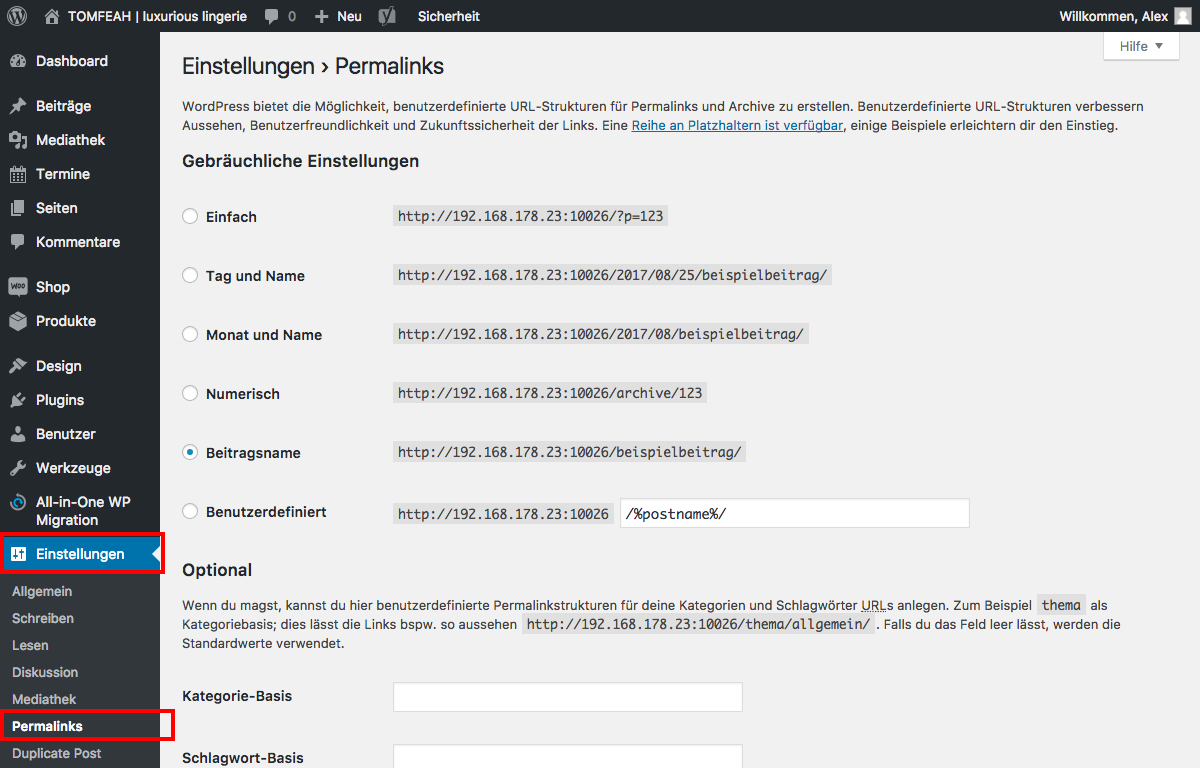 TOMFEAH | luxurious lingerie 0 Neu Sicherheit Willkommen, Alex
Hilfe
Dashboard
Beiträge
Mediathek
Termine
Seiten
Kommentare
Woo Shop
Produkte
Design
Plugins
Benutzer
Werkzeuge
All-in-One WP
Migration
Einstellungen
Allgemein
Schreiben
Lesen
Diskussion
Mediathek
Permalinks
Duplicate Post
Einstellungen › Permalinks
WordPress bietet die Möglichkeit, benutzerdefinierte URL-Strukturen für Permalinks und Archive zu erstellen. Benutzerdefinierte URL-Strukturen verbessern
Aussehen, Benutzerfreundlichkeit und Zukunftssicherheit der Links. Eine Reihe an Platzhaltern ist verfügbar, einige Beispiele erleichtern dir den Einstieg.
Gebräuchliche Einstellungen
Einfach http://192.168.178.23:10026/?p=123
Tag und Name http://192.168.178.23:10026/2017/08/25/beispielbeitrag/
Monat und Name http://192.168.178.23:10026/2017/08/beispielbeitrag/
Numerisch http://192.168.178.23:10026/archive/123
Beitragsname http://192.168.178.23:10026/beispielbeitrag/
Benutzerdefiniert http://192.168.178.23:10026 /%postname%/
Optional
Wenn du magst, kannst du hier benutzerdefinierte Permalinkstrukturen für deine Kategorien und Schlagwörter URLs anlegen. Zum Beispiel thema als
Kategoriebasis; dies lässt die Links bspw. so aussehen http://192.168.178.23:10026/thema/allgemein/ . Falls du das Feld leer lässt, werden die
Standardwerte verwendet.
Kategorie-Basis
Schlagwort-Basis